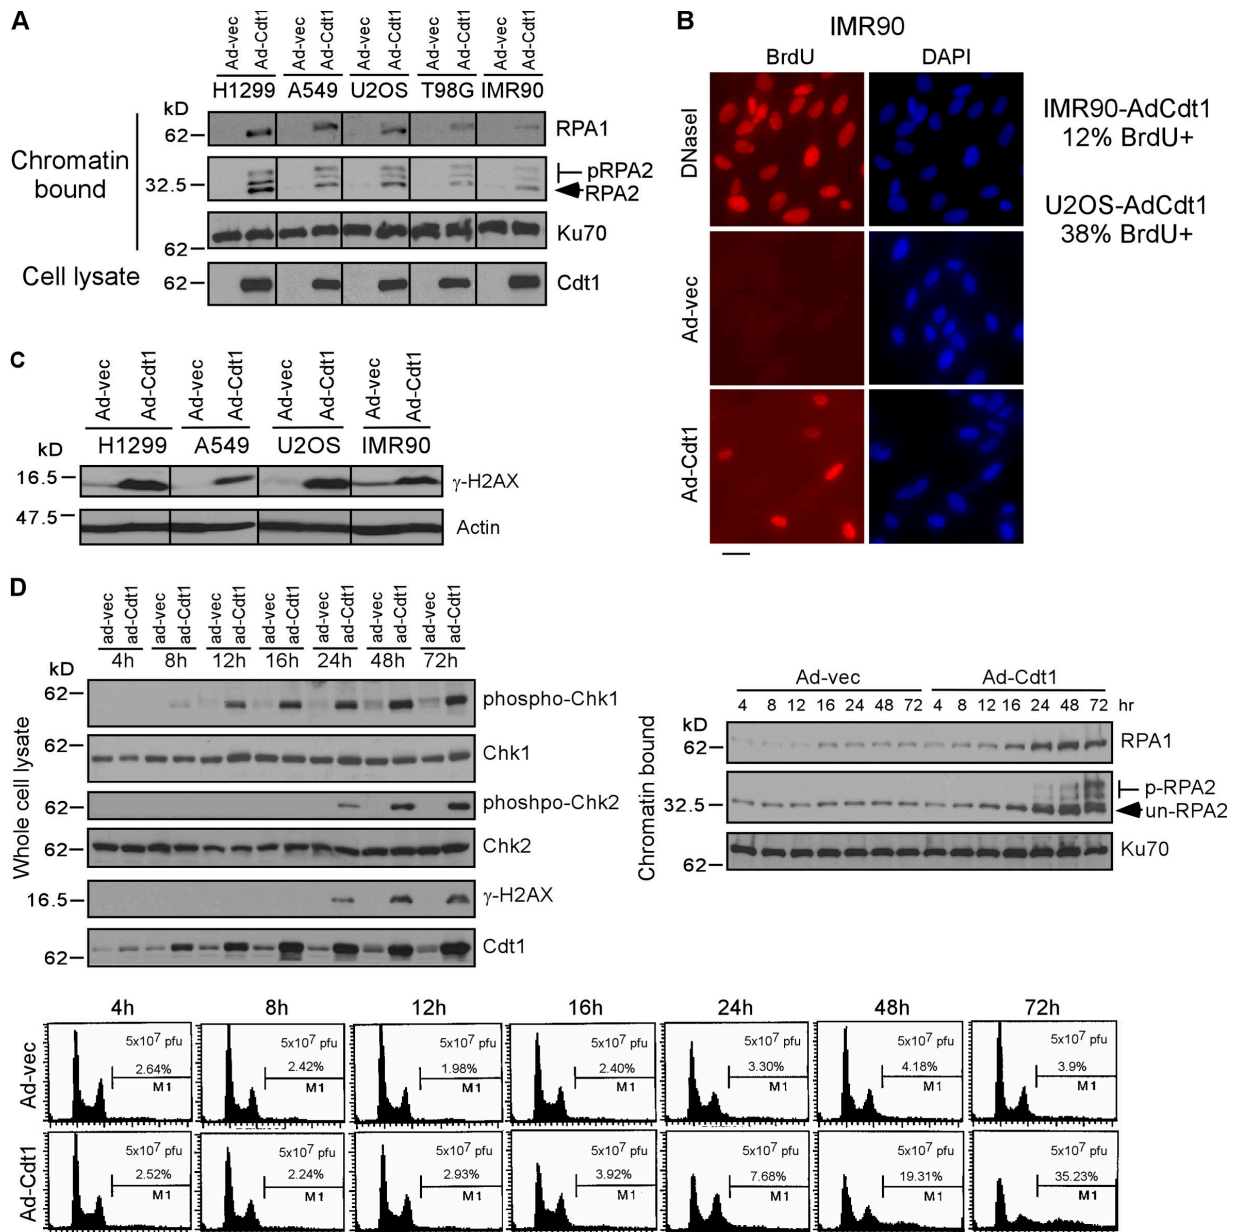 A
Ad-vec Ad-Cdt1 Ad-vec Ad-Cdt1 Ad-vec Ad-Cdt1 Ad-vec Ad-Cdt1 Ad-vec Ad-Cdt1
H1299 A549 U2OS T98G IMR90
kD
62 RPA1
Chromatin bound
32.5 pRPA2
RPA2
Ku70
62
Cell lysate 62 Cdt1
B
IMR90
BrdU DAPI
DNaseI
Ad-vec
Ad-Cdt1
IMR90-AdCdt1
12% BrdU+
U2OS-AdCdt1
38% BrdU+
C
Ad-vec Ad-Cdt1 Ad-vec Ad-Cdt1 Ad-vec Ad-Cdt1 Ad-vec Ad-Cdt1
H1299 A549 U2OS IMR90
kD
16.5 γ-H2AX
47.5
Actin
D
ad-vec ad-Cdt1 ad-vec ad-Cdt1 ad-vec ad-Cdt1 ad-vec ad-Cdt1 ad-vec ad-Cdt1 ad-vec ad-Cdt1 ad-vec ad-Cdt1
4h 8h 12h 16h 24h 48h 72h
kD
Whole cell lysate
62 phospho-Chk1
62 Chk1
62 phoshpo-Chk2
62 Chk2
16.5 γ-H2AX
62 Cdt1
Ad-vec Ad-Cdt1
4 8 12 16 24 48 72 4 8 12 16 24 48 72 hr
kD
Chromatin bound
62 RPA1
p-RPA2
32.5 un-RPA2
Ku70
62
4h 8h 12h 16h 24h 48h 72h
Ad-vec
5x10⁷ pfu 5x10⁷ pfu 5x10⁷ pfu 5x10⁷ pfu 5x10⁷ pfu 5x10⁷ pfu 5x10⁷ pfu
2.64% 2.42% 1.98% 2.40% 3.30% 4.18% 3.9%
M1 M1 M1 M1 M1 M1 M1
Ad-Cdt1
5x10⁷ pfu 5x10⁷ pfu 5x10⁷ pfu 5x10⁷ pfu 5x10⁷ pfu 5x10⁷ pfu 5x10⁷ pfu
2.52% 2.24% 2.93% 3.92% 7.68% 19.31% 35.23%
M1 M1 M1 M1 M1 M1 M1